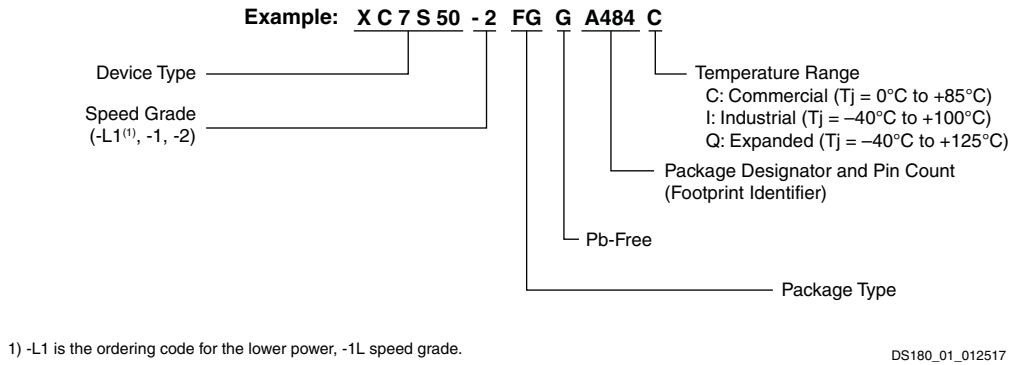 Example: X C 7 S 50 - 2 FG G A484 C
Device Type
Speed Grade
(-L1(1), -1, -2)
Temperature Range
C: Commercial (Tj = 0°C to +85°C)
I: Industrial (Tj = –40°C to +100°C)
Q: Expanded (Tj = –40°C to +125°C)
Package Designator and Pin Count
(Footprint Identifier)
Pb-Free
Package Type
1) -L1 is the ordering code for the lower power, -1L speed grade.
DS180_01_012517